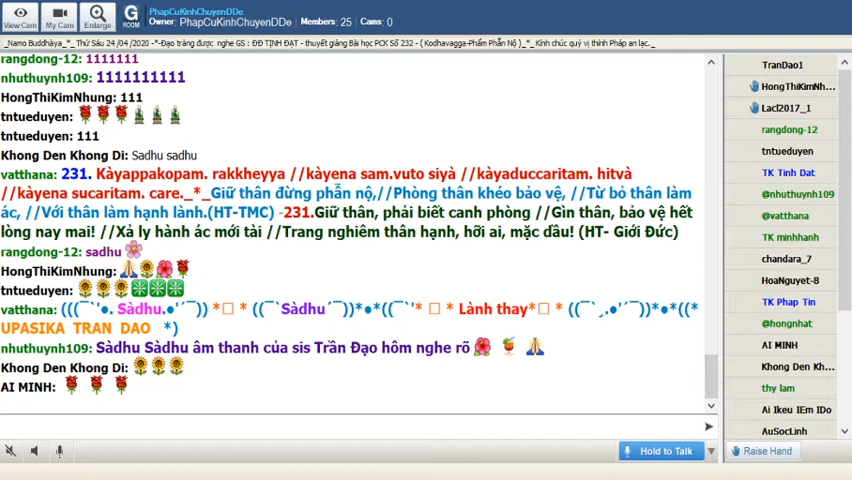 PhapCuKinhChuyenDDe
Owner: PhapCuKinhChuyenDDe Members: 25 Cams: 0
View Cam My Cam Enlarge G ROOM
_Namo Buddhàya_*_ Thứ Sáu 24 /04 /2020 -*-Đạo tràng được nghe GS : ĐĐ TỊNH ĐẠT - thuyết giảng Bài học PCK Số 232 - ( Kodhavagga-Phẩm Phẫn Nộ )_*_ Kính chúc quý vị thính Pháp an lạc._
rangdong-12: 1111111
nhuthuynh109: 1111111111
HongThiKimNhung: 111
tntueduyen:
tntueduyen: 111
Khong Den Khong Di: Sadhu sadhu
vatthana: 231. Kàyappakopam. rakkheyya //kàyena sam.vuto siyà //kàyaduccaritam. hitvà
//kàyena sucaritam. care._*_Giữ thân đừng phẫn nộ,//Phòng thân khéo bảo vệ, //Từ bỏ thân làm
ác, //Với thân làm hạnh lành.(HT-TMC) -231.Giữ thân, phải biết canh phòng //Gìn thân, bảo vệ hết
lòng nay mai! //Xả ly hành ác mới tài //Trang nghiêm thân hạnh, hỡi ai, mặc dầu! (HT- Giới Đức)
rangdong-12: sadhu
HongThiKimNhung:
tntueduyen:
vatthana: (((¯`'●. Sàdhu.●'´¯)) *●□ * ((¯`Sàdhu´¯))*●*((¯`'* □ * Lành thay*□ * ((¯`¸.●'´¯))*●*((*
UPASIKA TRAN DAO *)
nhuthuynh109: Sàdhu Sàdhu âm thanh của sis Trần Đạo hôm nghe rõ
Khong Den Khong Di:
AI MINH:
Hold to Talk
TranDao1
HongThiKimNh...
Lacl2017_1
rangdong-12
tntueduyen
TK Tinh Dat
@nhuthuynh109
@vatthana
TK minhhanh
chandara_7
HoaNguyet-8
TK Phap Tin
@hongnhat
AI MINH
Khong Den Kh...
thy lam
Ai Ikeu IEm IDo
AuSocLinh
Raise Hand